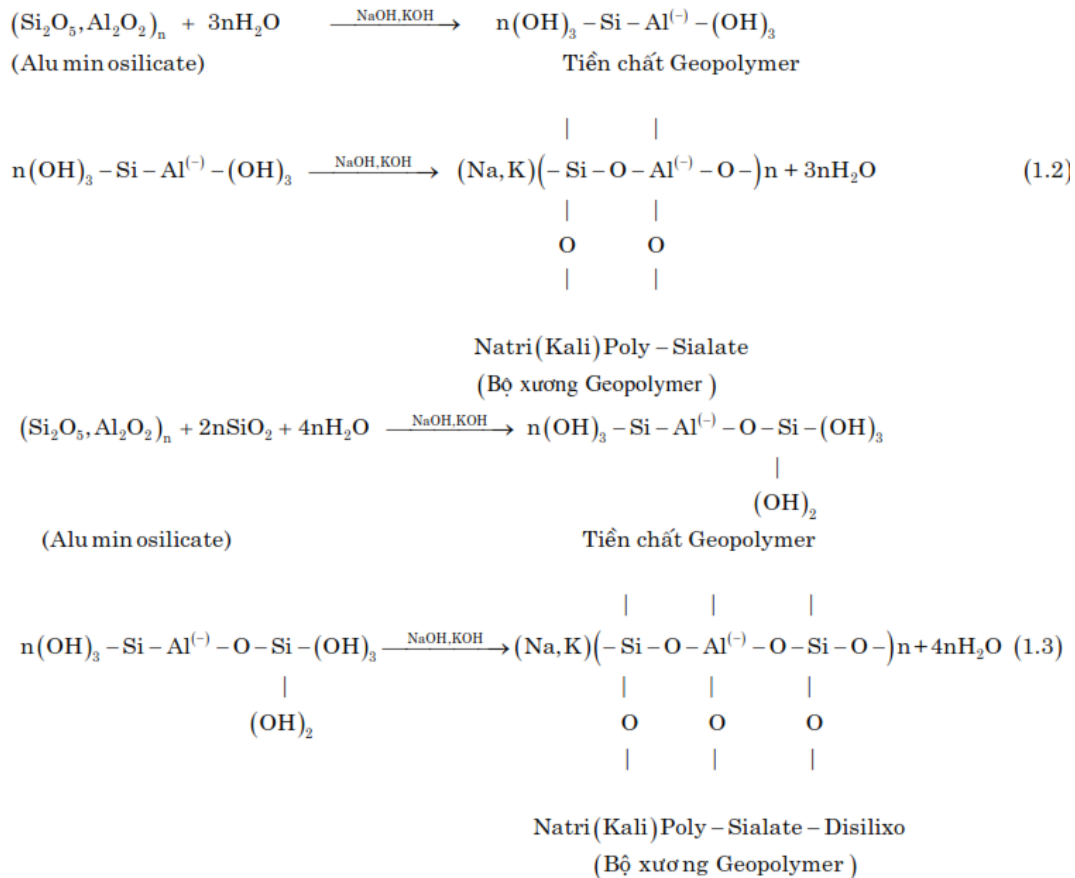 (Si₂O₅,Al₂O₂)ₙ + 3nH₂O NaOH,KOH → n(OH)₃ – Si – Al⁽⁻⁾ – (OH)₃
(Alu min osilicate) Tiền chất Geopolymer
| |
n(OH)₃ – Si – Al⁽⁻⁾ – (OH)₃ NaOH,KOH → (Na,K)(– Si – O – Al⁽⁻⁾ – O –)n + 3nH₂O (1.2)
| |
O O
| |
Natri(Kali)Poly – Sialate
(Bộ xương Geopolymer )
(Si₂O₅,Al₂O₂)ₙ + 2nSiO₂ + 4nH₂O NaOH,KOH → n(OH)₃ – Si – Al⁽⁻⁾ – O – Si – (OH)₃
|
(OH)₂
(Alu min osilicate) Tiền chất Geopolymer
| | |
n(OH)₃ – Si – Al⁽⁻⁾ – O – Si – (OH)₃ NaOH,KOH → (Na,K)(– Si – O – Al⁽⁻⁾ – O – Si – O –)n + 4nH₂O (1.3)
| | | |
(OH)₂ O O O
| | |
Natri(Kali)Poly – Sialate – Disilixo
(Bộ xương Geopolymer )